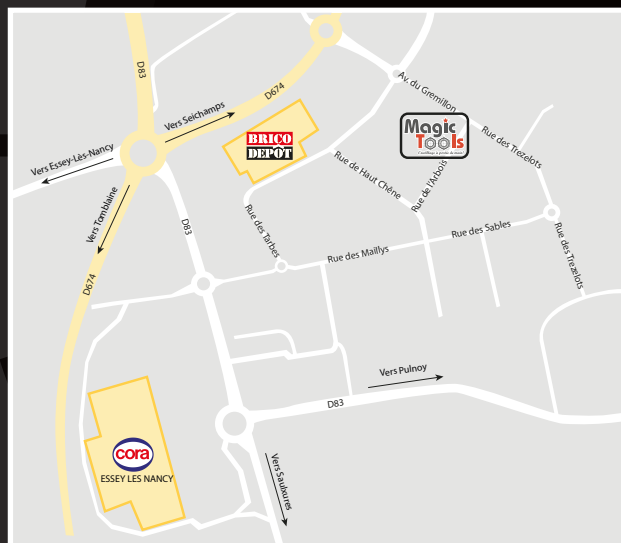 D83
D674
Vers Seichamps
Av. du Gremillon
Magic
Tools
BRICO
DEPÔT
Rue des Trezelots
Vers Essey-Lès-Nancy
Rue de Haut Chêne
Rue de l'Arbois
Vers Tomblaine
D83
Rue des Tarbes
Rue des Sables
Rue des Maillys
Rue des Trezelots
D674
Vers Pulnoy
D83
cora
ESSEY LES NANCY
Vers Saulxures